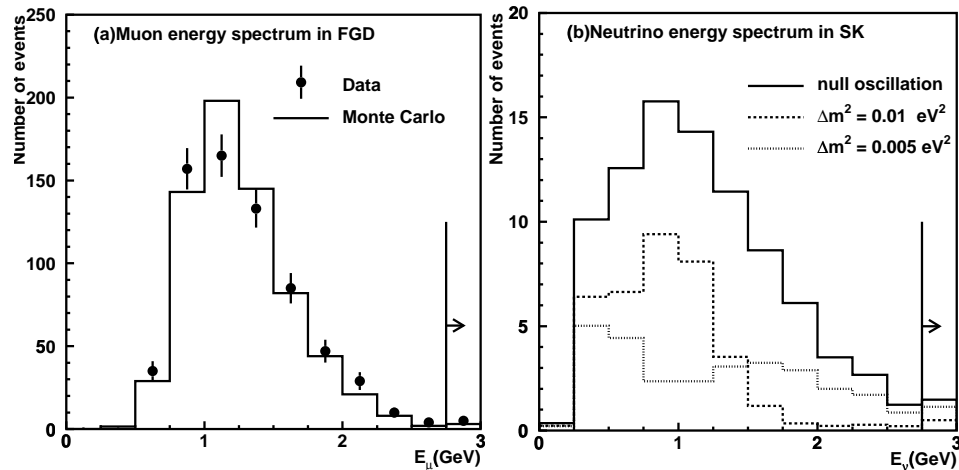 (a)Muon energy spectrum in FGD
Number of events
Data
Monte Carlo
250
200
150
100
50
0
0 1 2 3
E_μ(GeV)
(b)Neutrino energy spectrum in SK
Number of events
null oscillation
Δm² = 0.01 eV²
Δm² = 0.005 eV²
20
15
10
5
0
0 1 2 3
E_ν(GeV)